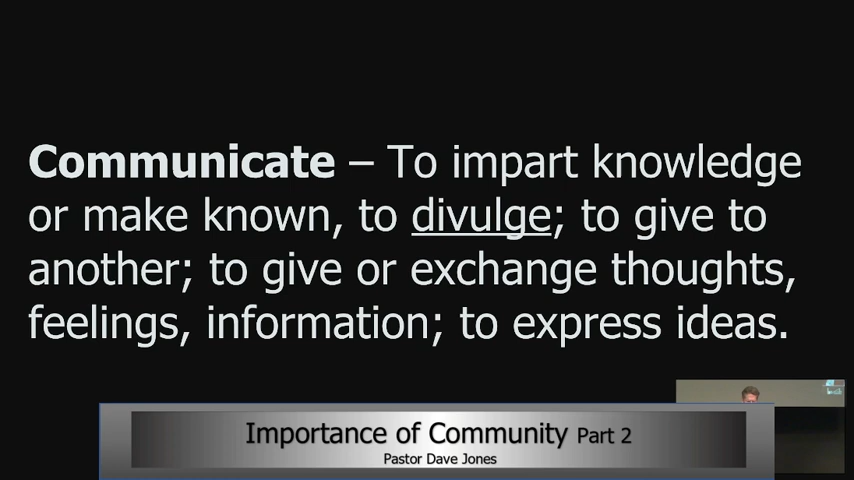 Communicate – To impart knowledge
or make known, to divulge; to give to
another; to give or exchange thoughts,
feelings, information; to express ideas.
Importance of Community Part 2
Pastor Dave Jones